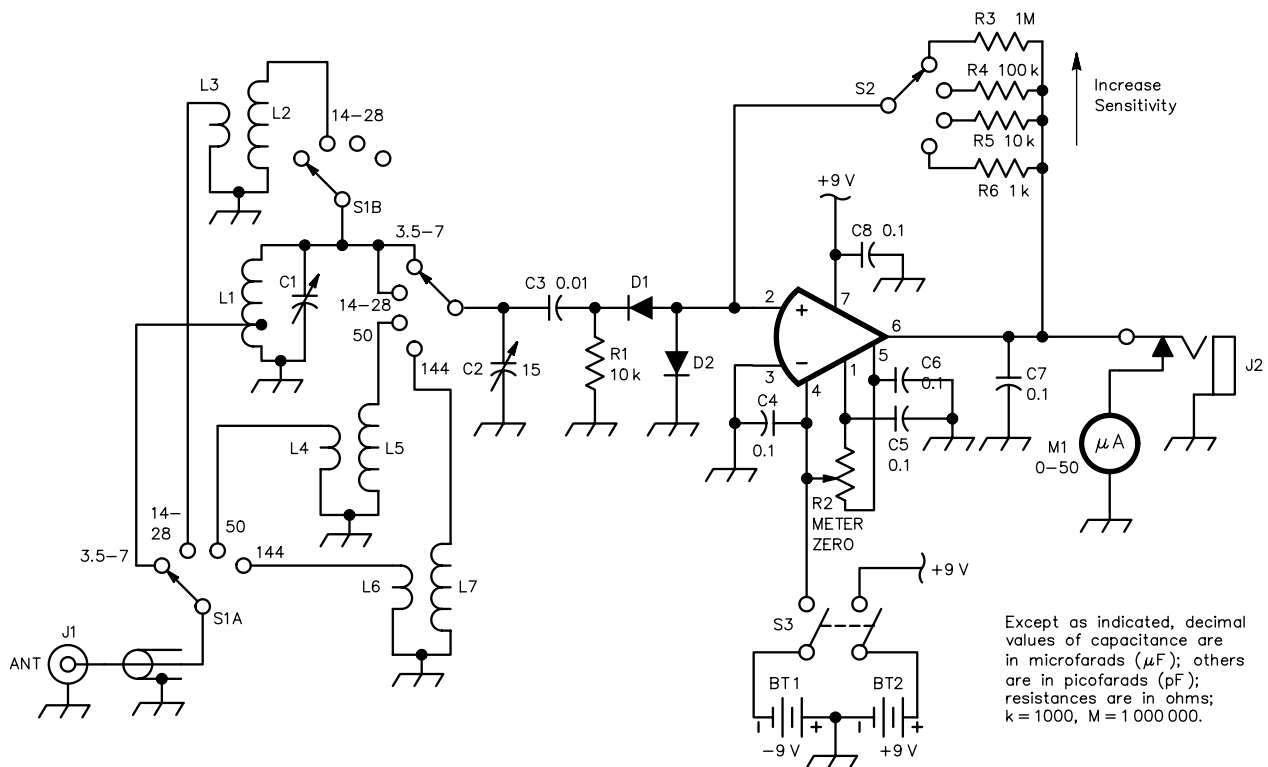 R3 1M
L3
S2
R4 100k
Increase
Sensitivity
L2
14-28
R5 10k
R6 1k
+9 V
S1B
3.5-7
C8 0.1
C1
C3 0.01
D1
L1
14-28
2
+
7
6
50
R1
10k
D2
−
5
C6
0.1
C2 15
144
3
4
1
C7
0.1
J2
C4
0.1
C5
0.1
L4
L5
M1
0-50
µA
R2
METER
ZERO
14-
28
50
3.5-7
144
+9 V
L6
L7
S1A
S3
J1
ANT
BT1
BT2
− +
− +
−9 V
+9 V
Except as indicated, decimal
values of capacitance are
in microfarads (µF); others
are in picofarads (pF);
resistances are in ohms;
k = 1000, M = 1 000 000.